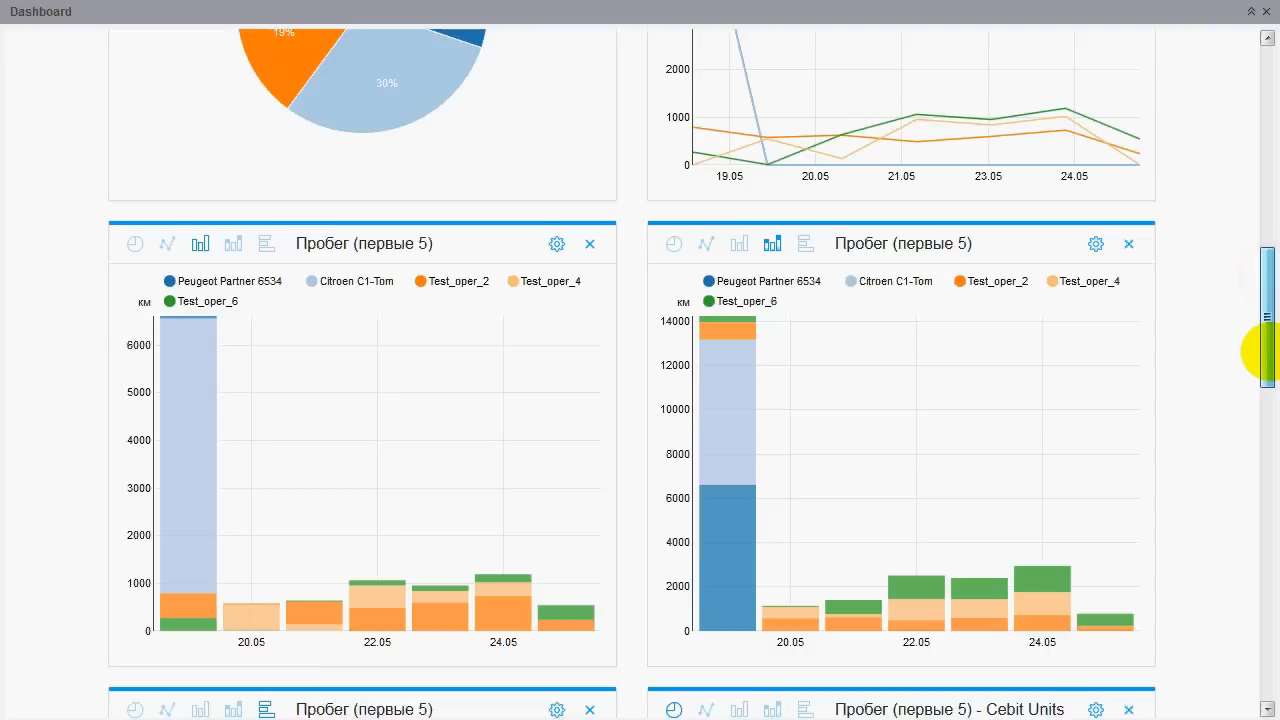 Dashboard
19%
30%
2000
1000
0
19.05 20.05 21.05 23.05 24.05
Пробег (первые 5)
Peugeot Partner 6534 Citroen C1-Tom Test_oper_2 Test_oper_4
км Test_oper_6
6000
5000
4000
3000
2000
1000
0
20.05 22.05 24.05
Пробег (первые 5)
Peugeot Partner 6534 Citroen C1-Tom Test_oper_2 Test_oper_4
км Test_oper_6
14000
12000
10000
8000
6000
4000
2000
0
20.05 22.05 24.05
Пробег (первые 5)
Пробег (первые 5) - Cebit Units